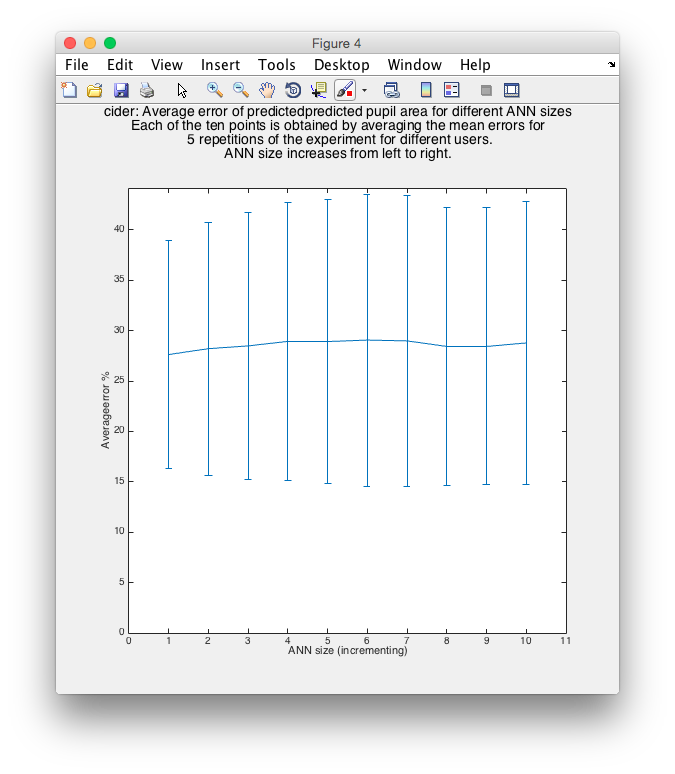 Figure 4
File Edit View Insert Tools Desktop Window Help
cider: Average error of predictedpredicted pupil area for different ANN sizes
Each of the ten points is obtained by averaging the mean errors for
5 repetitions of the experiment for different users.
ANN size increases from left to right.
40
35
30
25
20
15
10
5
0
Averageerror %
0 1 2 3 4 5 6 7 8 9 10 11
ANN size (incrementing)